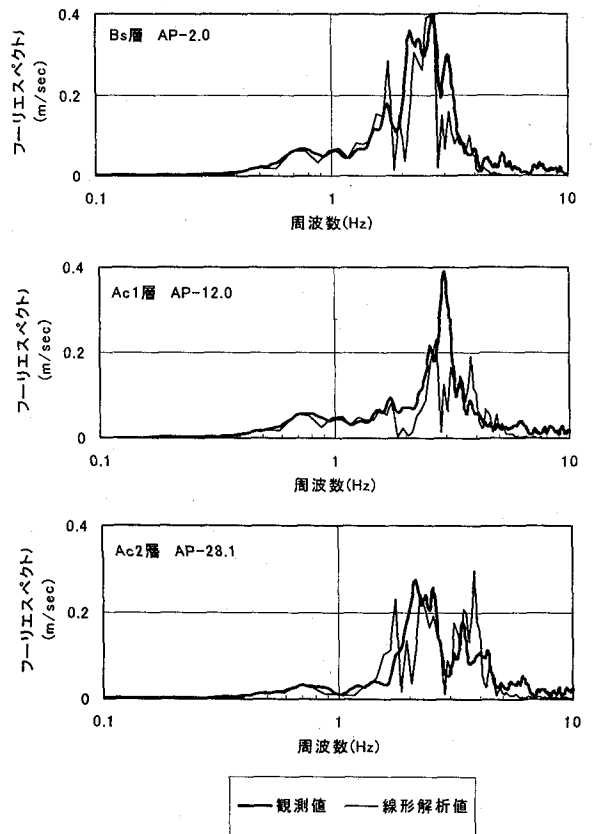 Bs層 AP-2.0
フーリエスペクトル
(m/sec)
0.4
0.2
0
0.1
1
10
周波数(Hz)
Ac1層 AP-12.0
フーリエスペクトル
(m/sec)
0.4
0.2
0
0.1
1
10
周波数(Hz)
Ac2層 AP-28.1
フーリエスペクトル
(m/sec)
0.4
0.2
0
0.1
1
10
周波数(Hz)
観測値 線形解析値